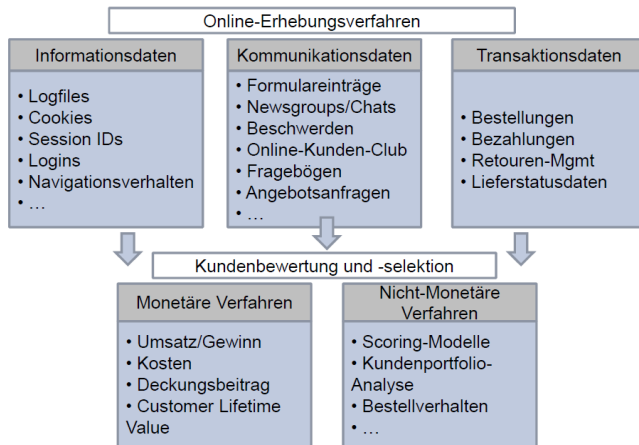 Online-Erhebungsverfahren
Informationsdaten
• Logfiles
• Cookies
• Session IDs
• Logins
• Navigationsverhalten
• …
Kommunikationsdaten
• Formulareinträge
• Newsgroups/Chats
• Beschwerden
• Online-Kunden-Club
• Fragebögen
• Angebotsanfragen
• …
Transaktionsdaten
• Bestellungen
• Bezahlungen
• Retouren-Mgmt
• Lieferstatusdaten
Kundenbewertung und -selektion
Monetäre Verfahren
• Umsatz/Gewinn
• Kosten
• Deckungsbeitrag
• Customer Lifetime
Value
Nicht-Monetäre
Verfahren
• Scoring-Modelle
• Kundenportfolio-
Analyse
• Bestellverhalten
• …